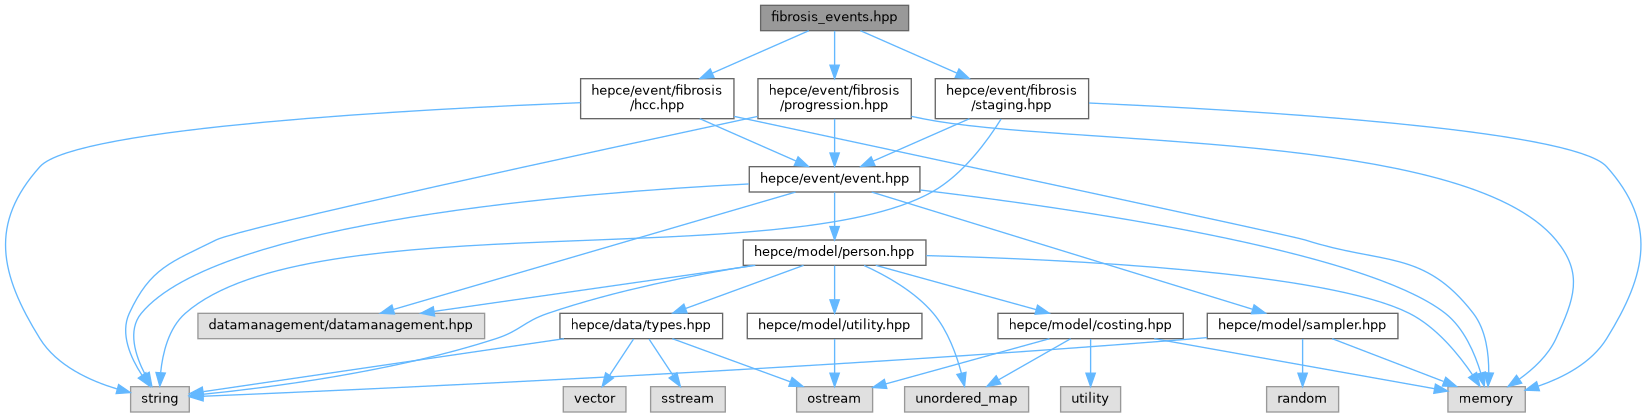 fibrosis_events.hpp
hepce/event/fibrosis
/hcc.hpp
hepce/event/fibrosis
/progression.hpp
hepce/event/fibrosis
/staging.hpp
hepce/event/event.hpp
hepce/model/person.hpp
datamanagement/datamanagement.hpp
hepce/data/types.hpp
hepce/model/utility.hpp
hepce/model/costing.hpp
hepce/model/sampler.hpp
string
vector
sstream
ostream
unordered_map
utility
random
memory